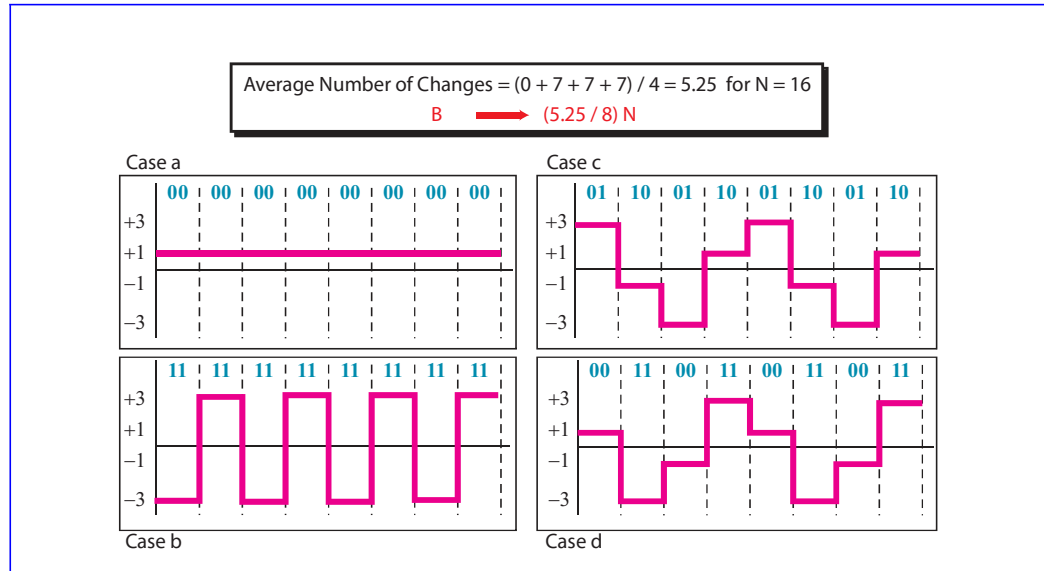 Average Number of Changes = (0 + 7 + 7 + 7) / 4 = 5.25 for N = 16
B (5.25 / 8) N
Case a
00 00 00 00 00 00 00 00
+3
+1
−1
−3
Case c
01 10 01 10 01 10 01 10
+3
+1
−1
−3
11 11 11 11 11 11 11 11
+3
+1
−1
−3
Case b
00 11 00 11 00 11 00 11
+3
+1
−1
−3
Case d